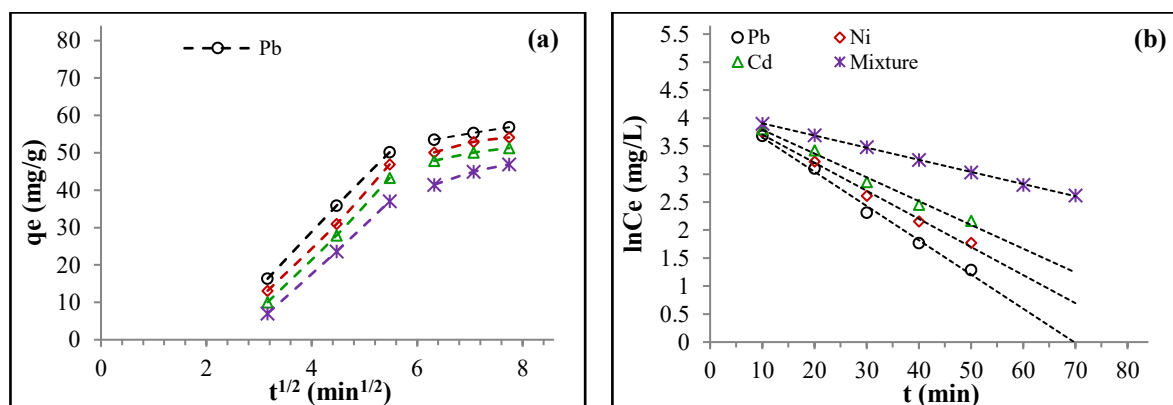 (a)
Pb
80
70
60
50
40
30
20
10
0
0 2 4 6 8
qe (mg/g)
t1/2 (min1/2)
(b)
Pb Ni
Cd Mixture
5.5
5
4.5
4
3.5
3
2.5
2
1.5
1
0.5
0
0 10 20 30 40 50 60 70 80
lnCe (mg/L)
t (min)